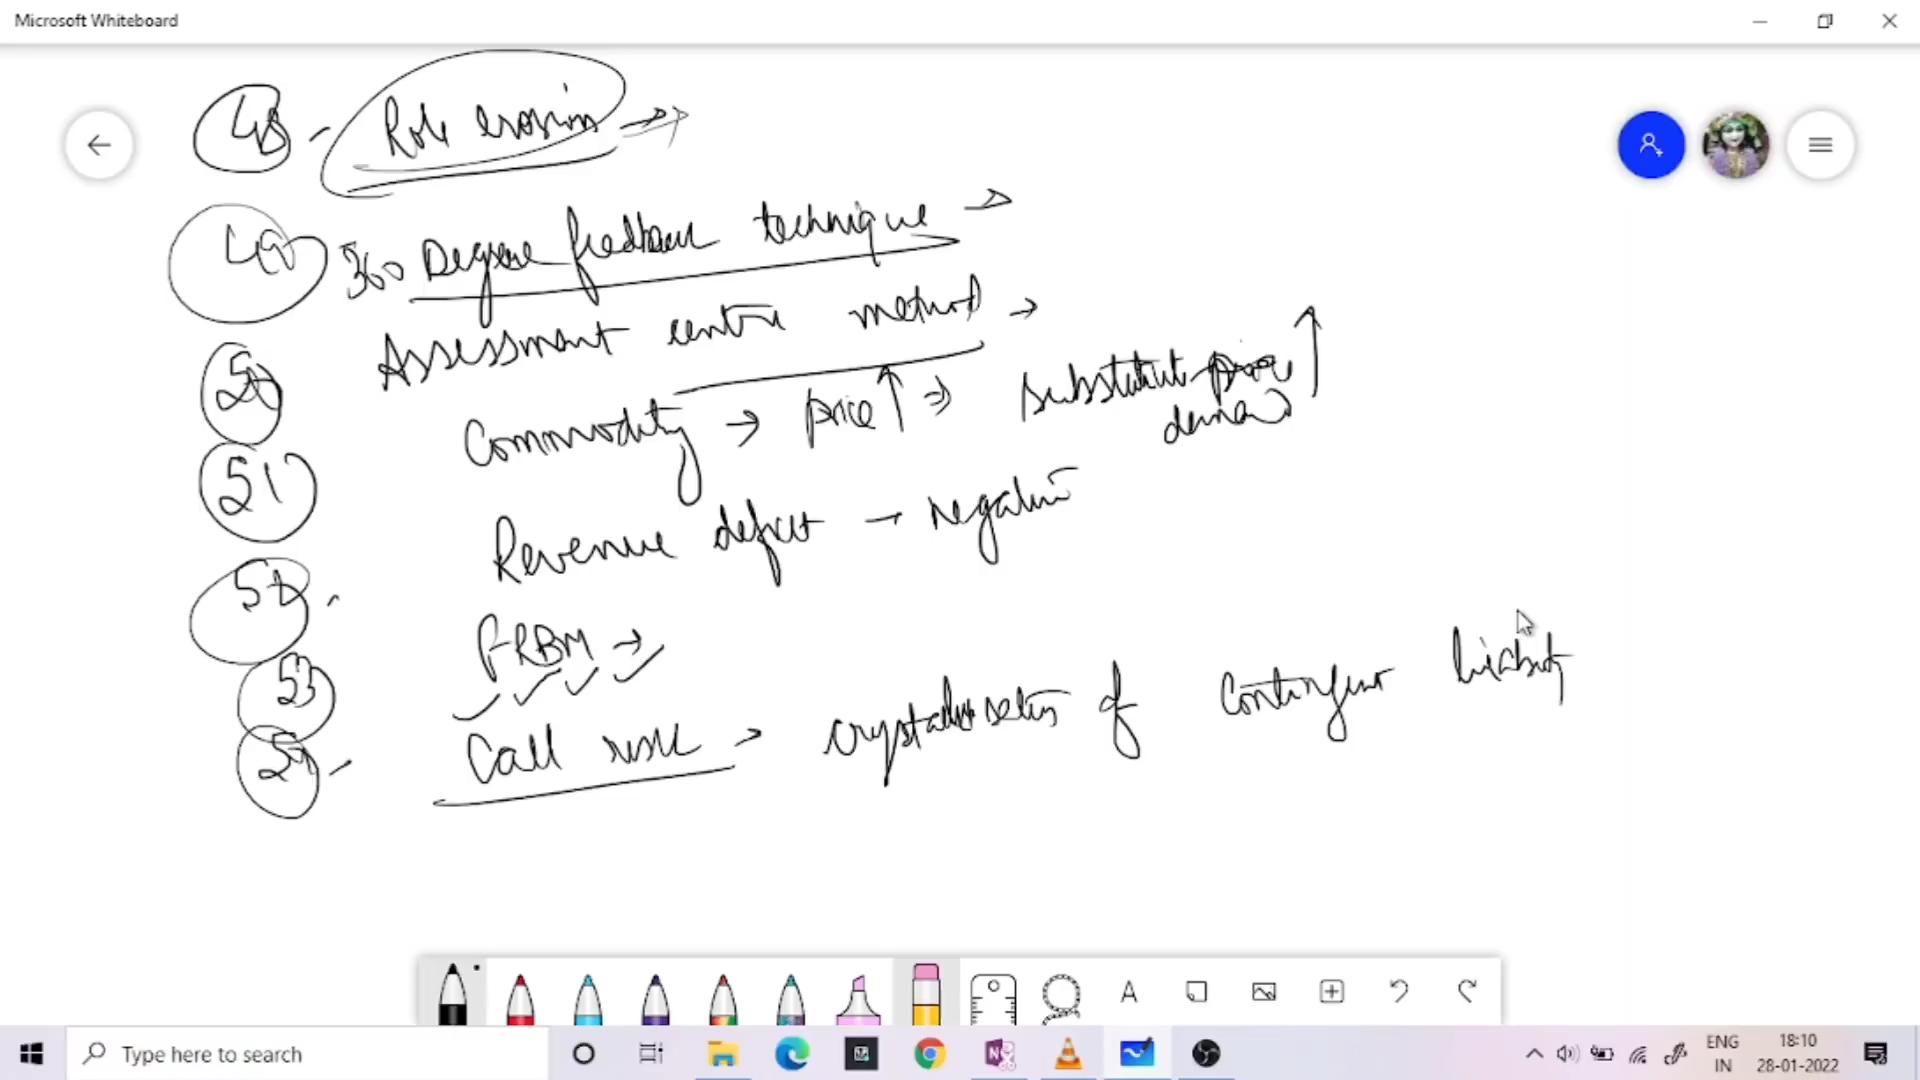 Microsoft Whiteboard
48 - Role erosion →
49 360 Degree feedback technique →
50 Assessment centre method →
51 Commodity → price ↑ ⇒ substitute price ↑
demand
52 - Revenue deficit → negative
53 FRBM →
54 - Call risk → crystallisation of Contingent liability
A
Type here to search
ENG
IN
18:10
28-01-2022